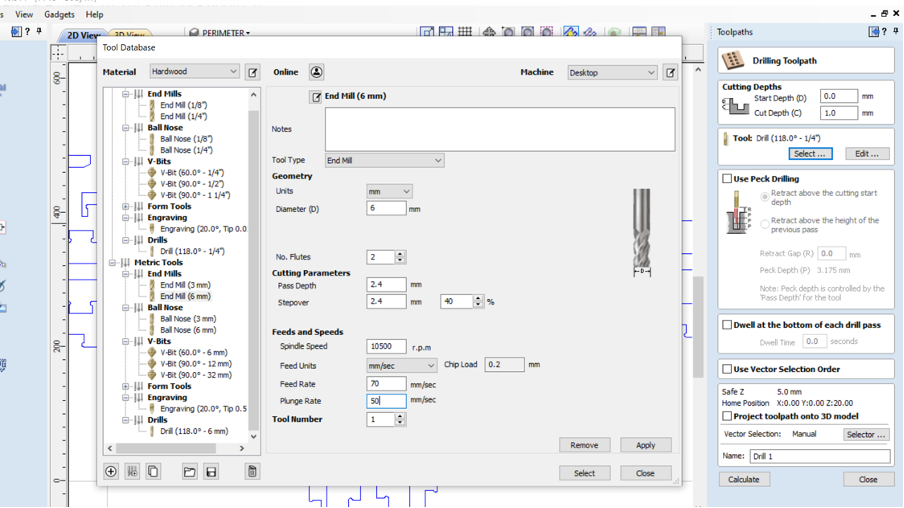 View Gadgets Help
2D View 3D View PERIMETER
Tool Database
Material Hardwood Online Machine Desktop
End Mills
End Mill (1/8")
End Mill (1/4")
Ball Nose
Ball Nose (1/8")
Ball Nose (1/4")
V-Bits
V-Bit (60.0° - 1/4")
V-Bit (90.0° - 1/2")
V-Bit (90.0° - 1 1/4")
Form Tools
Engraving
Engraving (20.0°, Tip 0.0
Drills
Drill (118.0° - 1/4")
Metric Tools
End Mills
End Mill (3 mm)
End Mill (6 mm)
Ball Nose
Ball Nose (3 mm)
Ball Nose (6 mm)
V-Bits
V-Bit (60.0° - 6 mm)
V-Bit (90.0° - 12 mm)
V-Bit (90.0° - 32 mm)
Form Tools
Engraving
Engraving (20.0°, Tip 0.5
Drills
Drill (118.0° - 6 mm)
End Mill (6 mm)
Notes
Tool Type End Mill
Geometry
Units mm
Diameter (D) 6 mm
D
No. Flutes 2
Cutting Parameters
Pass Depth 2.4 mm
Stepover 2.4 mm 40 %
Feeds and Speeds
Spindle Speed 10500 r.p.m
Feed Units mm/sec Chip Load 0.2 mm
Feed Rate 70 mm/sec
Plunge Rate 50 mm/sec
Tool Number 1
Remove Apply
Select Close
600
400
200
0
Toolpaths
Drilling Toolpath
Cutting Depths
Start Depth (D) 0.0 mm
Cut Depth (C) 1.0 mm
Tool: Drill (118.0° - 1/4")
Select ... Edit ...
Use Peck Drilling
Retract above the cutting start
depth
Retract above the height of the
previous pass
Retract Gap (R) 0.0 mm
Peck Depth (P) 3.175 mm
Note: Peck depth is controlled by the
'Pass Depth' for the tool
Dwell at the bottom of each drill pass
Dwell Time 0.0 seconds
Use Vector Selection Order
Safe Z 5.0 mm
Home Position X:0.00 Y:0.00 Z:20.00
Project toolpath onto 3D model
Vector Selection: Manual Selector ...
Name: Drill 1
Calculate Close